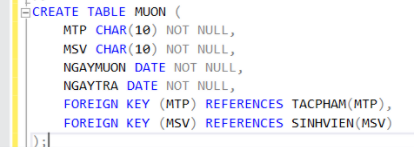 CREATE TABLE MUON (
MTP CHAR(10) NOT NULL,
MSV CHAR(10) NOT NULL,
NGAYMUON DATE NOT NULL,
NGAYTRA DATE NOT NULL,
FOREIGN KEY (MTP) REFERENCES TACPHAM(MTP),
FOREIGN KEY (MSV) REFERENCES SINHVIEN(MSV)
);